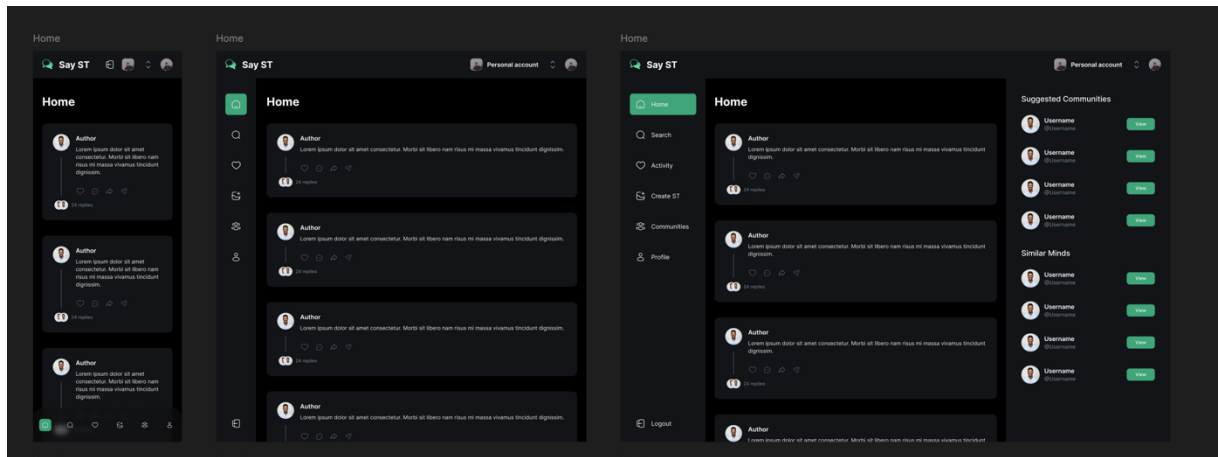 Home
Say ST
Home
Author
Lorem ipsum dolor sit amet
consectetur. Morbi sit libero nam
risus mi massa vivamus tincidunt
dignissim.
24 replies
Author
Lorem ipsum dolor sit amet
consectetur. Morbi sit libero nam
risus mi massa vivamus tincidunt
dignissim.
24 replies
Author
Lorem ipsum dolor sit amet
consectetur. Morbi sit libero nam
risus mi massa vivamus tincidunt
dignissim.
Home
Say ST
Personal account
Home
Author
Lorem ipsum dolor sit amet consectetur. Morbi sit libero nam risus mi massa vivamus tincidunt dignissim.
24 replies
Author
Lorem ipsum dolor sit amet consectetur. Morbi sit libero nam risus mi massa vivamus tincidunt dignissim.
24 replies
Author
Lorem ipsum dolor sit amet consectetur. Morbi sit libero nam risus mi massa vivamus tincidunt dignissim.
24 replies
Author
Lorem ipsum dolor sit amet consectetur. Morbi sit libero nam risus mi massa vivamus tincidunt dignissim.
Home
Say ST
Personal account
Home
Search
Activity
Create ST
Communities
Profile
Logout
Home
Author
Lorem ipsum dolor sit amet consectetur. Morbi sit libero nam risus mi massa vivamus tincidunt
dignissim.
24 replies
Author
Lorem ipsum dolor sit amet consectetur. Morbi sit libero nam risus mi massa vivamus tincidunt
dignissim.
24 replies
Author
Lorem ipsum dolor sit amet consectetur. Morbi sit libero nam risus mi massa vivamus tincidunt
dignissim.
24 replies
Author
Lorem ipsum dolor sit amet consectetur. Morbi sit libero nam risus mi massa vivamus tincidunt
Suggested Communities
Username
@Username
View
Username
@Username
View
Username
@Username
View
Username
@Username
View
Similar Minds
Username
@Username
View
Username
@Username
View
Username
@Username
View
Username
@Username
View